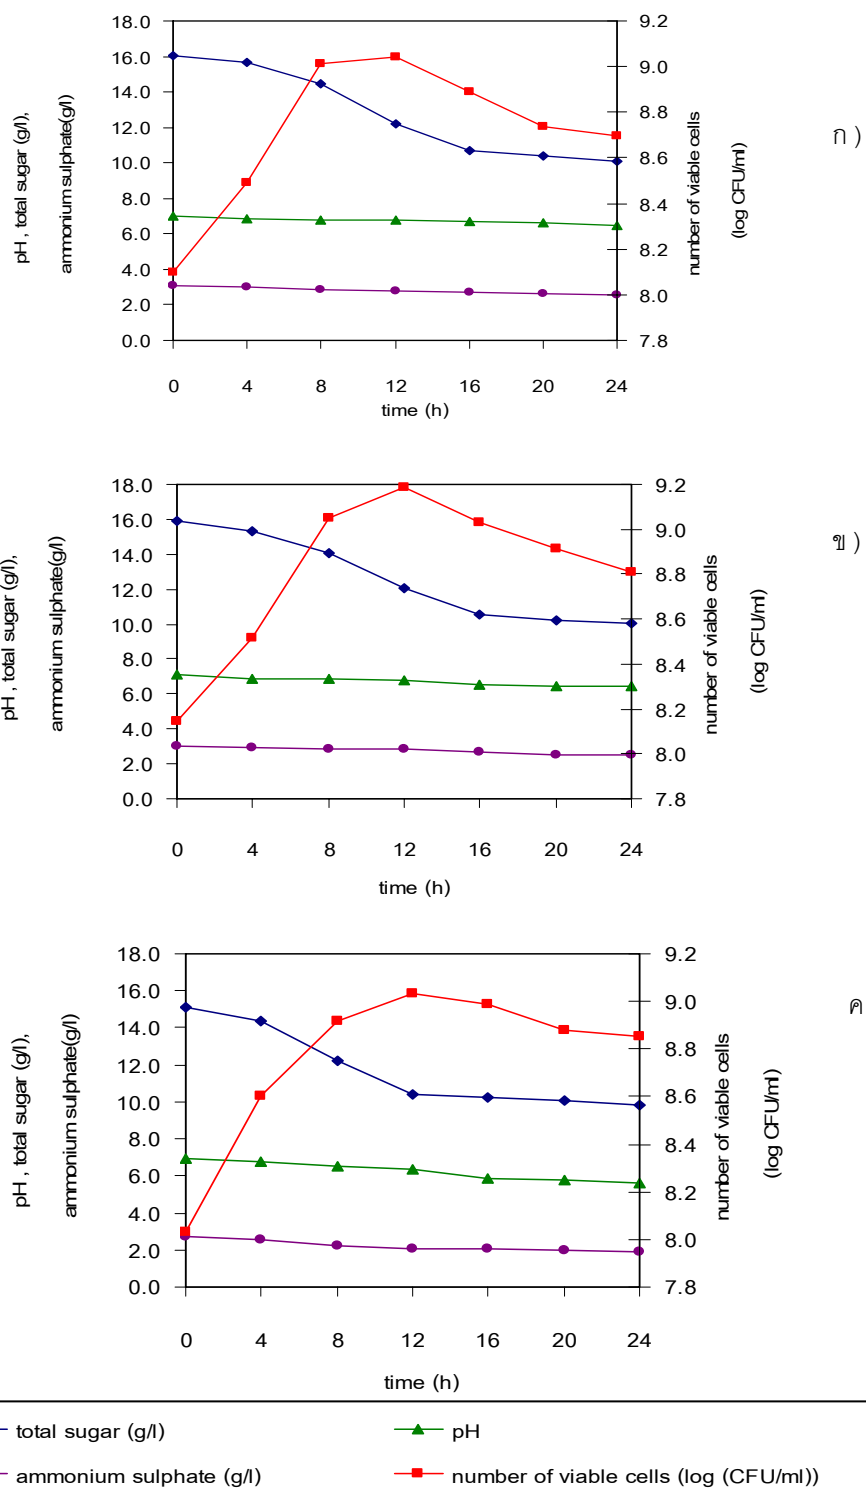 18.0
16.0
14.0
12.0
10.0
8.0
6.0
4.0
2.0
0.0
9.2
9.0
8.8
8.6
8.4
8.2
8.0
7.8
0 4 8 12 16 20 24
time (h)
pH , total sugar (g/l),
ammonium sulphate(g/l)
number of viable cells
(log CFU/ml)
ก )
18.0
16.0
14.0
12.0
10.0
8.0
6.0
4.0
2.0
0.0
9.2
9.0
8.8
8.6
8.4
8.2
8.0
7.8
0 4 8 12 16 20 24
time (h)
pH , total sugar (g/l),
ammonium sulphate(g/l)
number of viable cells
(log CFU/ml)
ข )
18.0
16.0
14.0
12.0
10.0
8.0
6.0
4.0
2.0
0.0
9.2
9.0
8.8
8.6
8.4
8.2
8.0
7.8
0 4 8 12 16 20 24
time (h)
pH , total sugar (g/l),
ammonium sulphate(g/l)
number of viable cells
(log CFU/ml)
ค
total sugar (g/l) pH
ammonium sulphate (g/l) number of viable cells (log (CFU/ml))